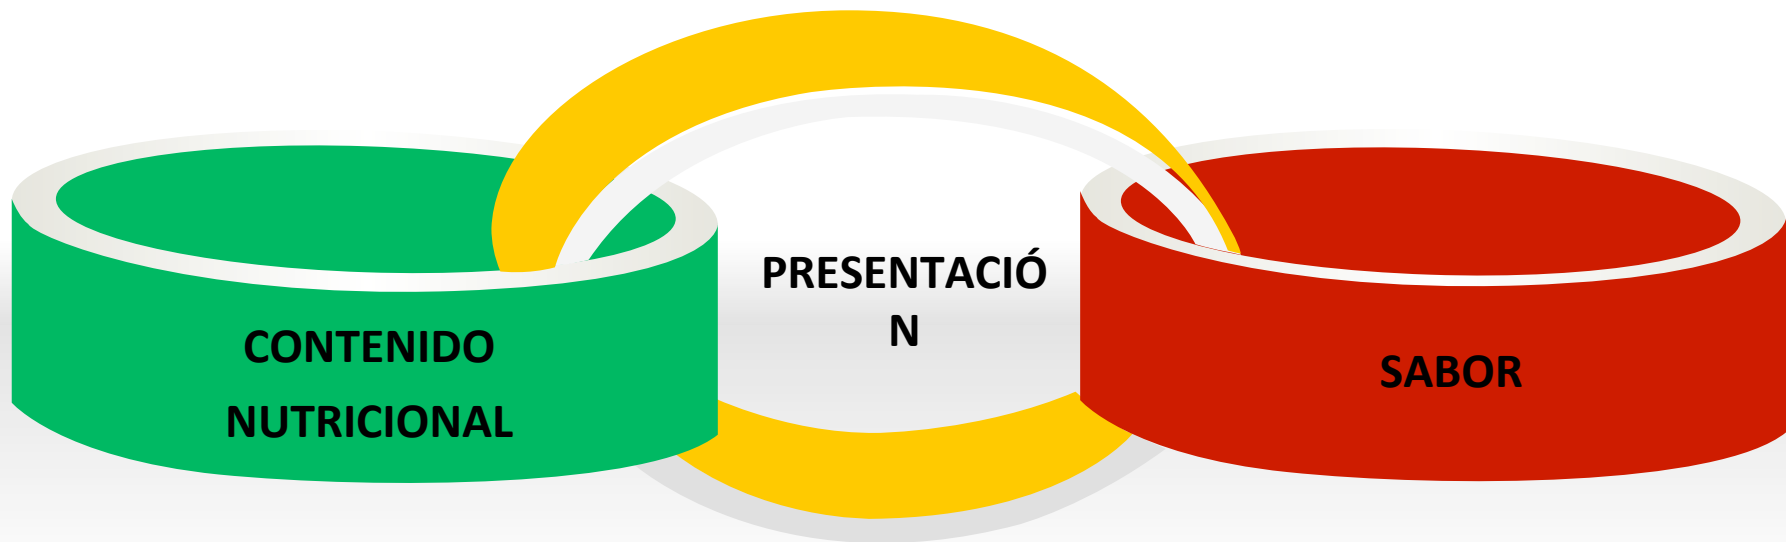 CONTENIDO
NUTRICIONAL
PRESENTACIÓ
N
SABOR